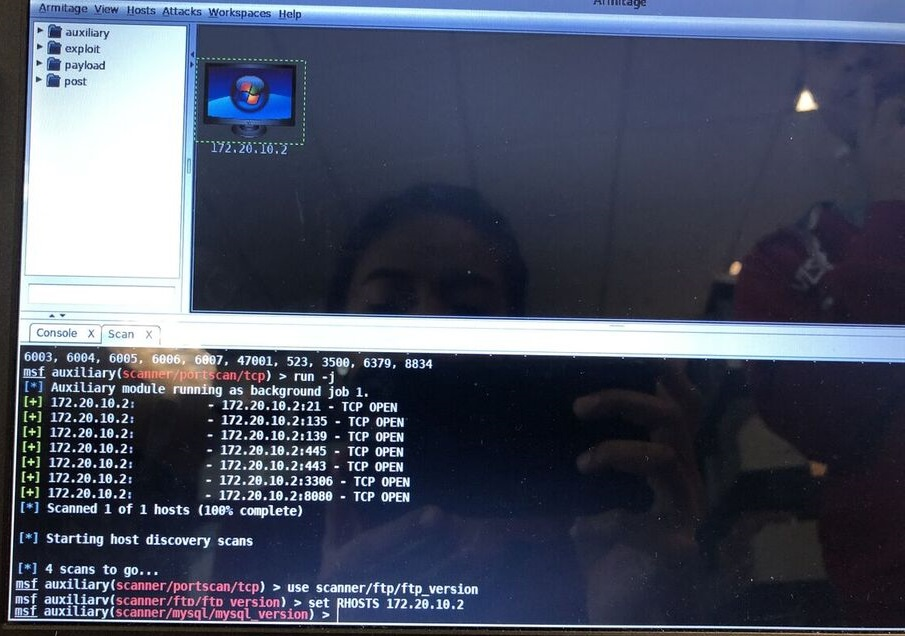 Armitage
Armitage View Hosts Attacks Workspaces Help
auxiliary
exploit
payload
post
172.20.10.2
Console X Scan X
6003, 6004, 6005, 6006, 6007, 47001, 523, 3500, 6379, 8834
msf auxiliary(scanner/portscan/tcp) > run -j
[*] Auxiliary module running as background job 1.
[+] 172.20.10.2: - 172.20.10.2:21 - TCP OPEN
[+] 172.20.10.2: - 172.20.10.2:135 - TCP OPEN
[+] 172.20.10.2: - 172.20.10.2:139 - TCP OPEN
[+] 172.20.10.2: - 172.20.10.2:445 - TCP OPEN
[+] 172.20.10.2: - 172.20.10.2:443 - TCP OPEN
[+] 172.20.10.2: - 172.20.10.2:3306 - TCP OPEN
[+] 172.20.10.2: - 172.20.10.2:8080 - TCP OPEN
[*] Scanned 1 of 1 hosts (100% complete)
[*] Starting host discovery scans
[*] 4 scans to go...
msf auxiliary(scanner/portscan/tcp) > use scanner/ftp/ftp_version
msf auxiliary(scanner/ftp/ftp_version) > set RHOSTS 172.20.10.2
msf auxiliary(scanner/mysql/mysql_version) >